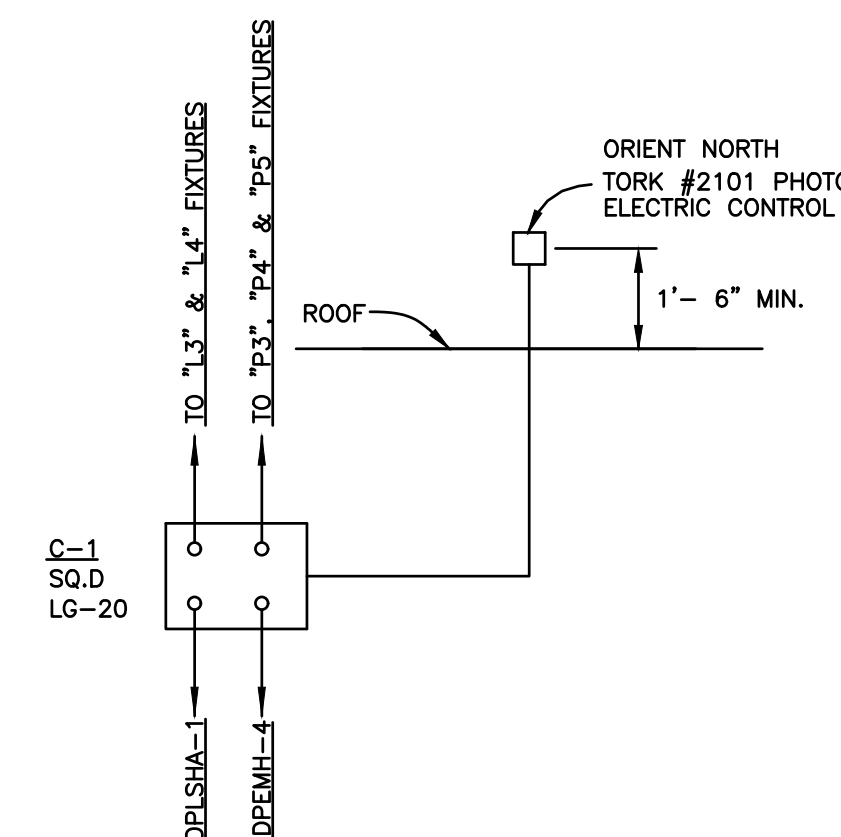 TO "L3" & "L4" FIXTURES
TO "P3". "P4" & "P5" FIXTURES
ORIENT NORTH
TORK #2101 PHOTO
ELECTRIC CONTROL
1'- 6" MIN.
ROOF
C-1
SQ.D
LG-20
DPLSHA-1
DPEMH-4